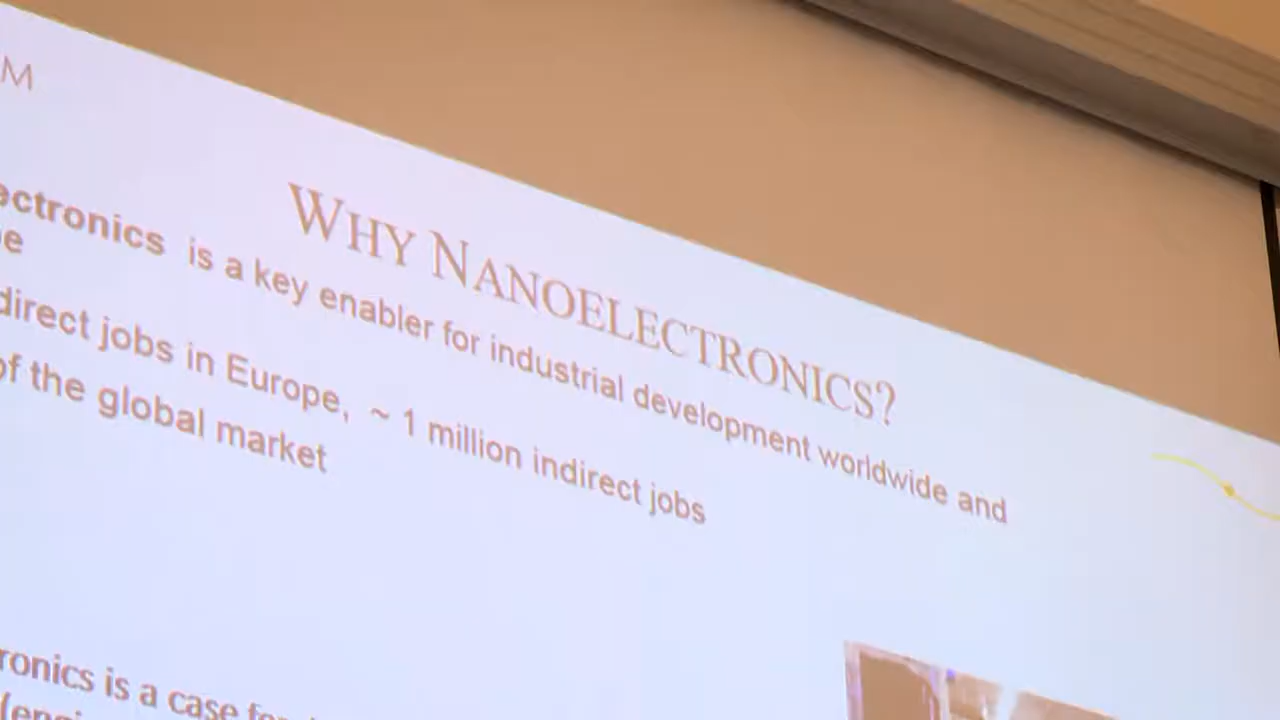 M
WHY NANOELECTRONICS?
ectronics is a key enabler for industrial development worldwide and
e
direct jobs in Europe, ~ 1 million indirect jobs
of the global market
ronics is a case for
(engi